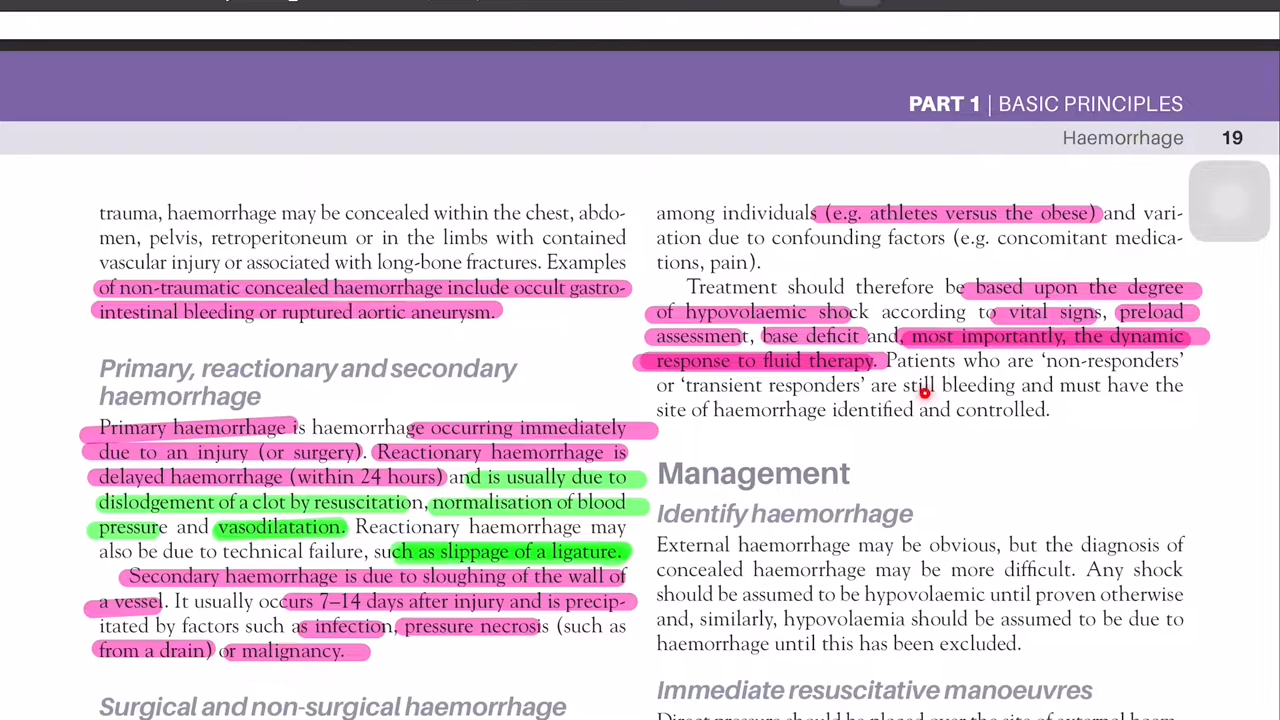 PART 1 | BASIC PRINCIPLES
Haemorrhage 19
trauma, haemorrhage may be concealed within the chest, abdo-
men, pelvis, retroperitoneum or in the limbs with contained
vascular injury or associated with long-bone fractures. Examples
of non-traumatic concealed haemorrhage include occult gastro-
intestinal bleeding or ruptured aortic aneurysm.
Primary, reactionary and secondary
haemorrhage
Primary haemorrhage is haemorrhage occurring immediately
due to an injury (or surgery). Reactionary haemorrhage is
delayed haemorrhage (within 24 hours) and is usually due to
dislodgement of a clot by resuscitation, normalisation of blood
pressure and vasodilatation. Reactionary haemorrhage may
also be due to technical failure, such as slippage of a ligature.
Secondary haemorrhage is due to sloughing of the wall of
a vessel. It usually occurs 7–14 days after injury and is precip-
itated by factors such as infection, pressure necrosis (such as
from a drain) or malignancy.
Surgical and non-surgical haemorrhage
among individuals (e.g. athletes versus the obese) and vari-
ation due to confounding factors (e.g. concomitant medica-
tions, pain).
Treatment should therefore be based upon the degree
of hypovolaemic shock according to vital signs, preload
assessment, base deficit and, most importantly, the dynamic
response to fluid therapy. Patients who are ‘non-responders’
or ‘transient responders’ are still bleeding and must have the
site of haemorrhage identified and controlled.
Management
Identify haemorrhage
External haemorrhage may be obvious, but the diagnosis of
concealed haemorrhage may be more difficult. Any shock
should be assumed to be hypovolaemic until proven otherwise
and, similarly, hypovolaemia should be assumed to be due to
haemorrhage until this has been excluded.
Immediate resuscitative manoeuvres